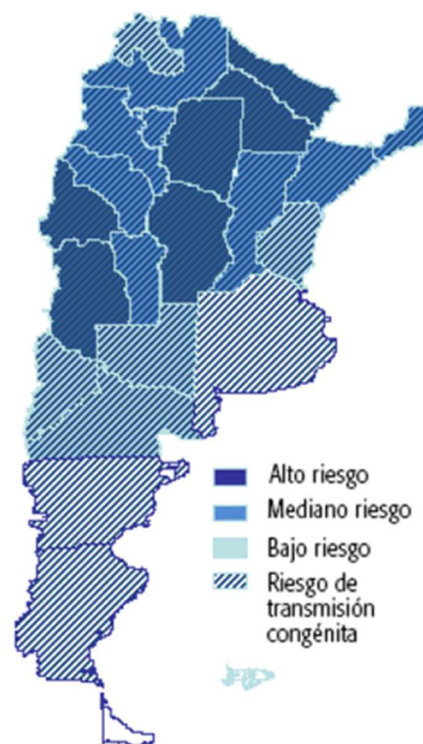 Alto riesgo
Mediano riesgo
Bajo riesgo
Riesgo de
transmisión
congénita